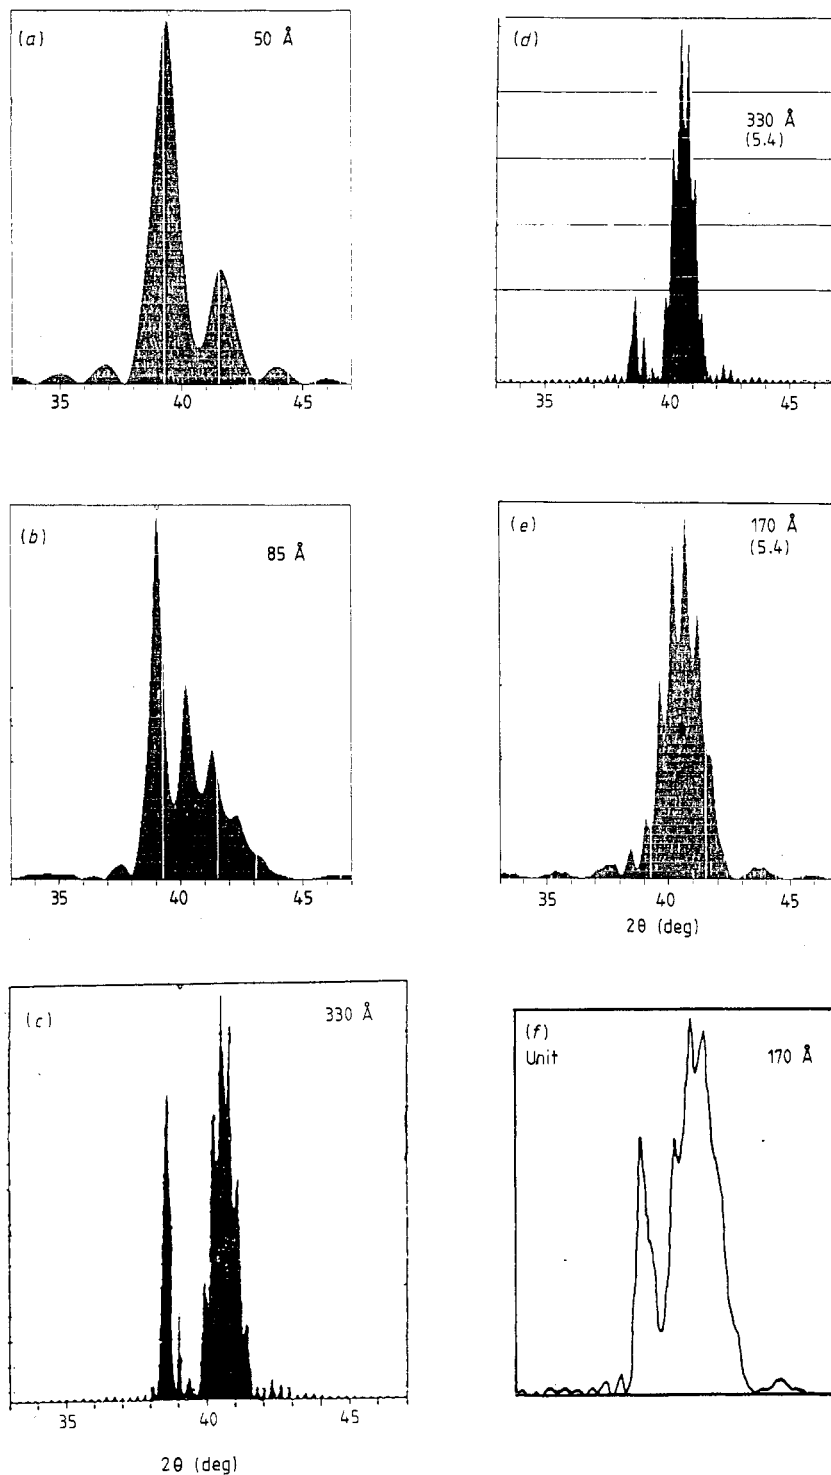 (a)
50 Å
35
40
45
(b)
85 Å
35
40
45
(c)
330 Å
35
40
45
2θ (deg)
(d)
330 Å
(5.4)
35
40
45
(e)
170 Å
(5.4)
35
40
45
2θ (deg)
(f)
Unit
170 Å